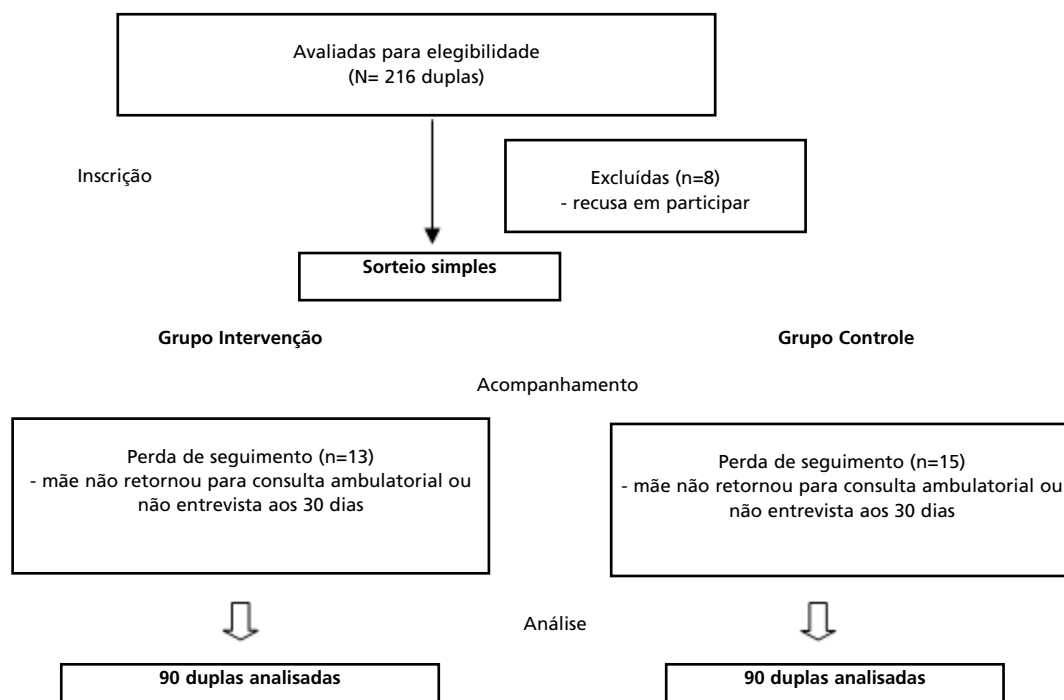 Avaliadas para elegibilidade
(N= 216 duplas)
Inscrição
Excluídas (n=8)
- recusa em participar
Sorteio simples
Grupo Intervenção
Grupo Controle
Acompanhamento
Perda de seguimento (n=13)
- mãe não retornou para consulta ambulatorial ou
não entrevista aos 30 dias
Perda de seguimento (n=15)
- mãe não retornou para consulta ambulatorial ou
não entrevista aos 30 dias
Análise
90 duplas analisadas
90 duplas analisadas